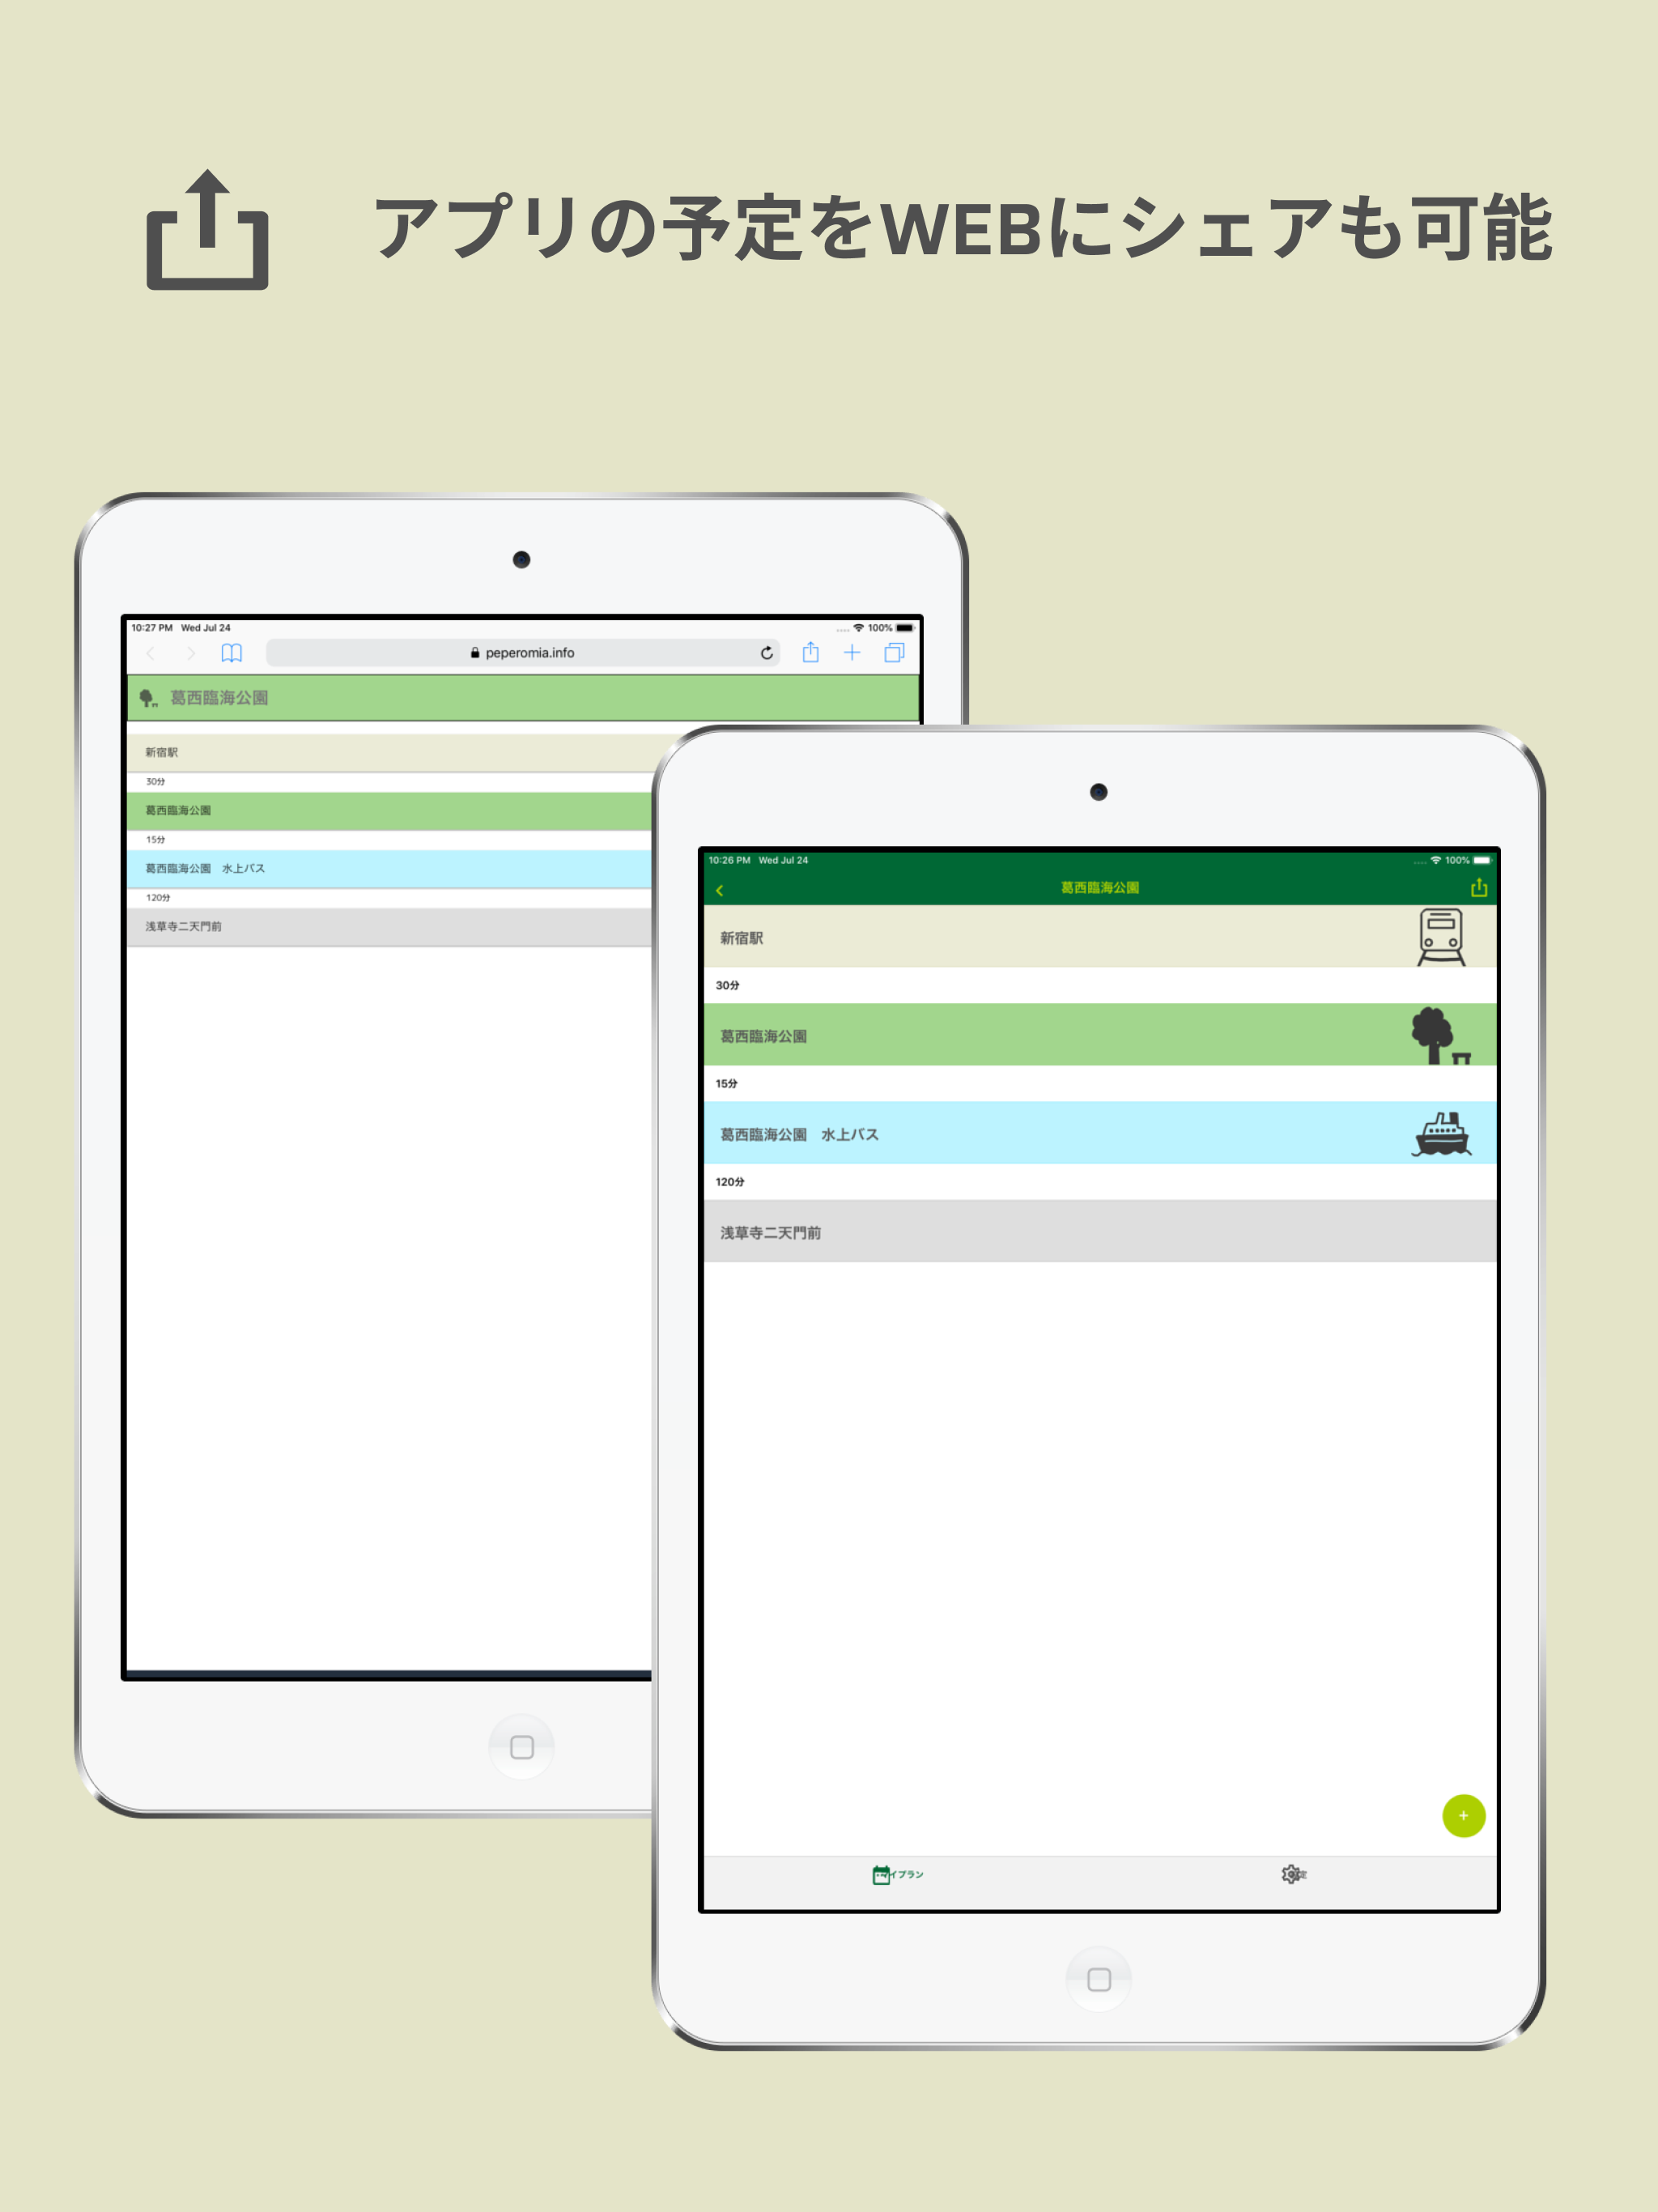 アプリの予定をWEBにシェアも可能
10:27 PM Wed Jul 24
100%
peperomia.info
葛西臨海公園
新宿駅
30分
葛西臨海公園
15分
葛西臨海公園　水上バス
120分
浅草寺二天門前
10:26 PM Wed Jul 24
100%
葛西臨海公園
新宿駅
30分
葛西臨海公園
15分
葛西臨海公園　水上バス
120分
浅草寺二天門前
イプラン
定